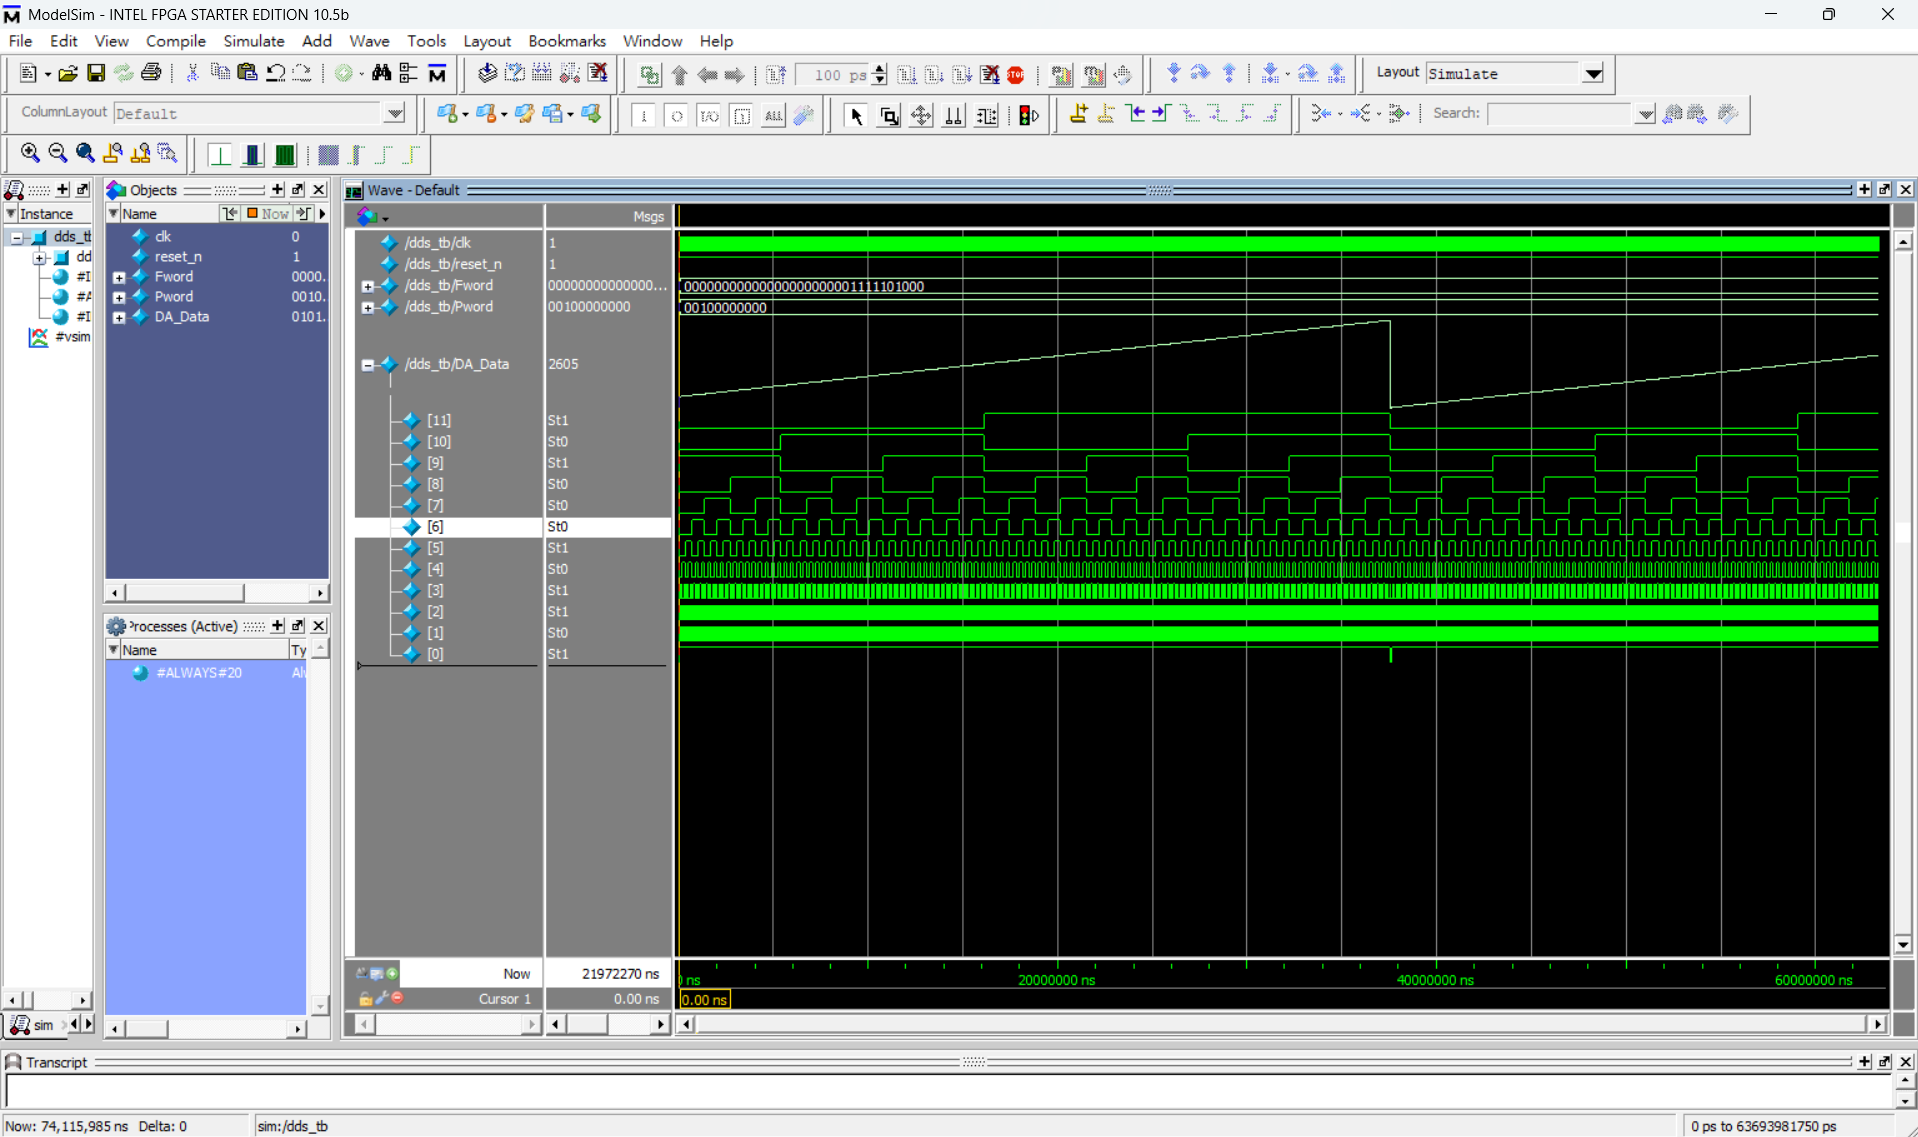 ModelSim - INTEL FPGA STARTER EDITION 10.5b
File Edit View Compile Simulate Add Wave Tools Layout Bookmarks Window Help
100 ps
Layout Simulate
ColumnLayout Default
Search:
Instance
dds_tb
dd
#I
#A
#I
#vsim
sim
Objects
Name Now
clk 0
reset_n 1
Fword 0000.
Pword 0010.
DA_Data 0101.
Processes (Active)
Name Ty
#ALWAYS#20 Alw
Wave - Default
Msgs
/dds_tb/clk 1
/dds_tb/reset_n 1
/dds_tb/Fword 00000000000000...
/dds_tb/Pword 00100000000 00100000000
/dds_tb/DA_Data 2605
[11] St1
[10] St0
[9] St1
[8] St0
[7] St0
[6] St0
[5] St1
[4] St0
[3] St1
[2] St1
[1] St0
[0] St1
Now 21972270 ns
ns 20000000 ns 40000000 ns 60000000 ns
Cursor 1 0.00 ns 0.00 ns
Transcript
Now: 74,115,985 ns Delta: 0 sim:/dds_tb 0 ps to 63693981750 ps